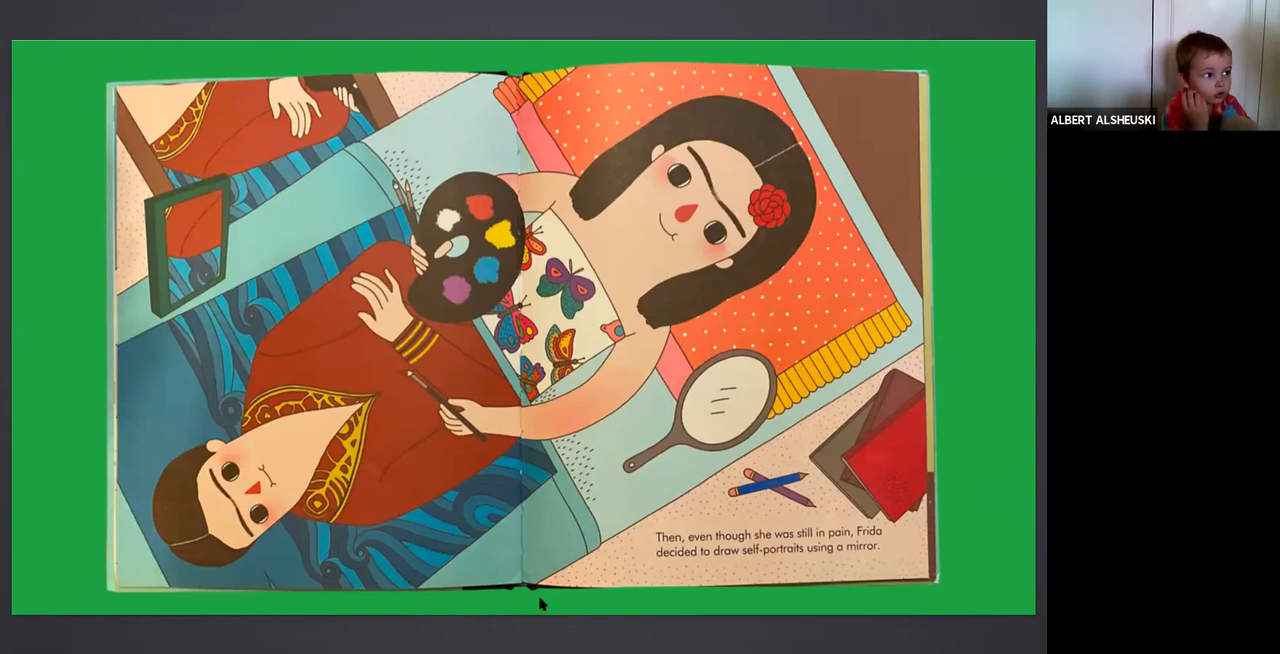 ALBERT ALSHEUSKI
Then, even though she was still in pain, Frida
decided to draw self-portraits using a mirror.